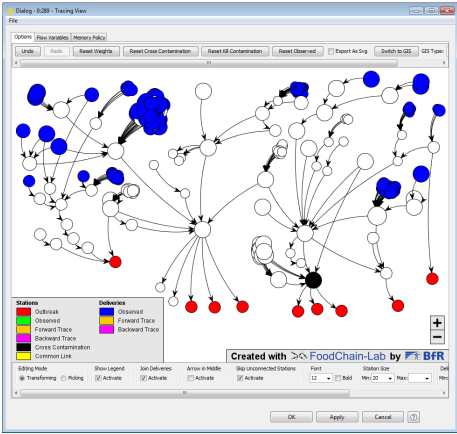 Dialog - 0:289 - Tracing View
File
Options Flow Variables Memory Policy
Undo Redo Reset Weights Reset Cross Contamination Reset Kill Contamination Reset Observed Export As Svg Switch to GIS GIS Type:
Stations Deliveries
Outbreak Observed
Observed Forward Trace
Forward Trace Backward Trace
Backward Trace
Cross Contamination
Common Link
Created with FoodChain-Lab by BfR
+
-
Editing Mode Show Legend Join Deliveries Arrow in Middle Skip Unconnected Stations Font Station Size Deli
Transforming Picking Activate Activate Activate Activate 12 Bold Min: 20 Max: Min:
OK Apply Cancel ?